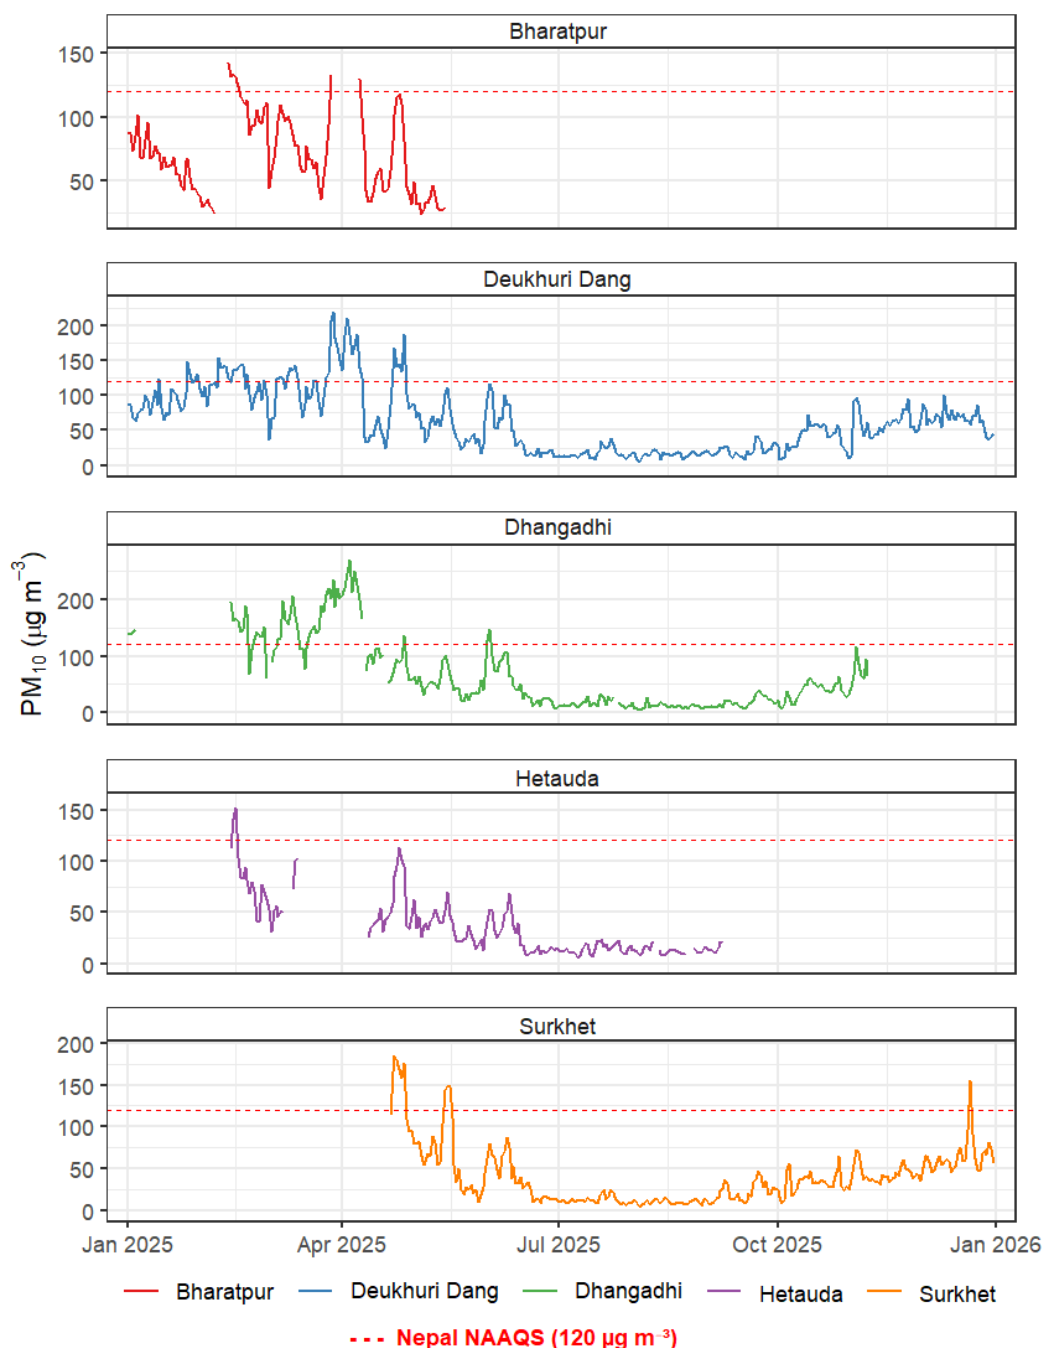 Bharatpur
150
100
50
Deukhuri Dang
200
150
100
50
0
Dhangadhi
200
100
0
PM₁₀ (µg m⁻³)
Hetauda
150
100
50
0
Surkhet
200
150
100
50
0
Jan 2025 Apr 2025 Jul 2025 Oct 2025 Jan 2026
Bharatpur Deukhuri Dang Dhangadhi Hetauda Surkhet
Nepal NAAQS (120 µg m⁻³)